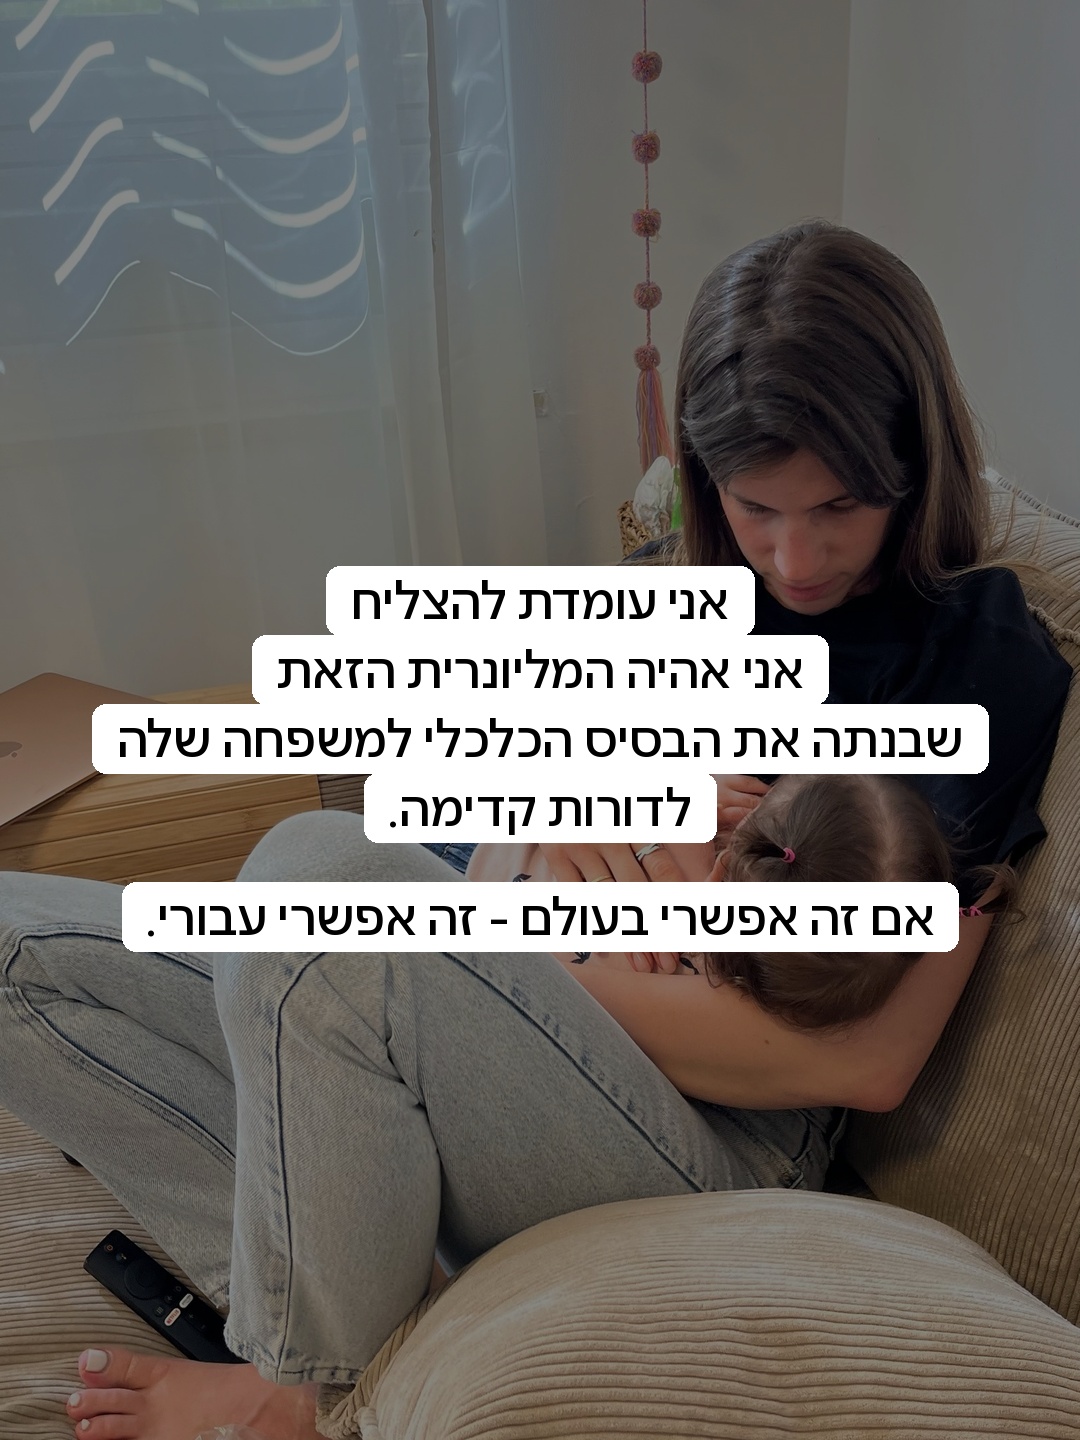 אני עומדת להצליח
אני אהיה המליונרית הזאת
שבנתה את הבסיס הכלכלי למשפחה שלה
לדורות קדימה.
אם זה אפשרי בעולם - זה אפשרי עבורי.